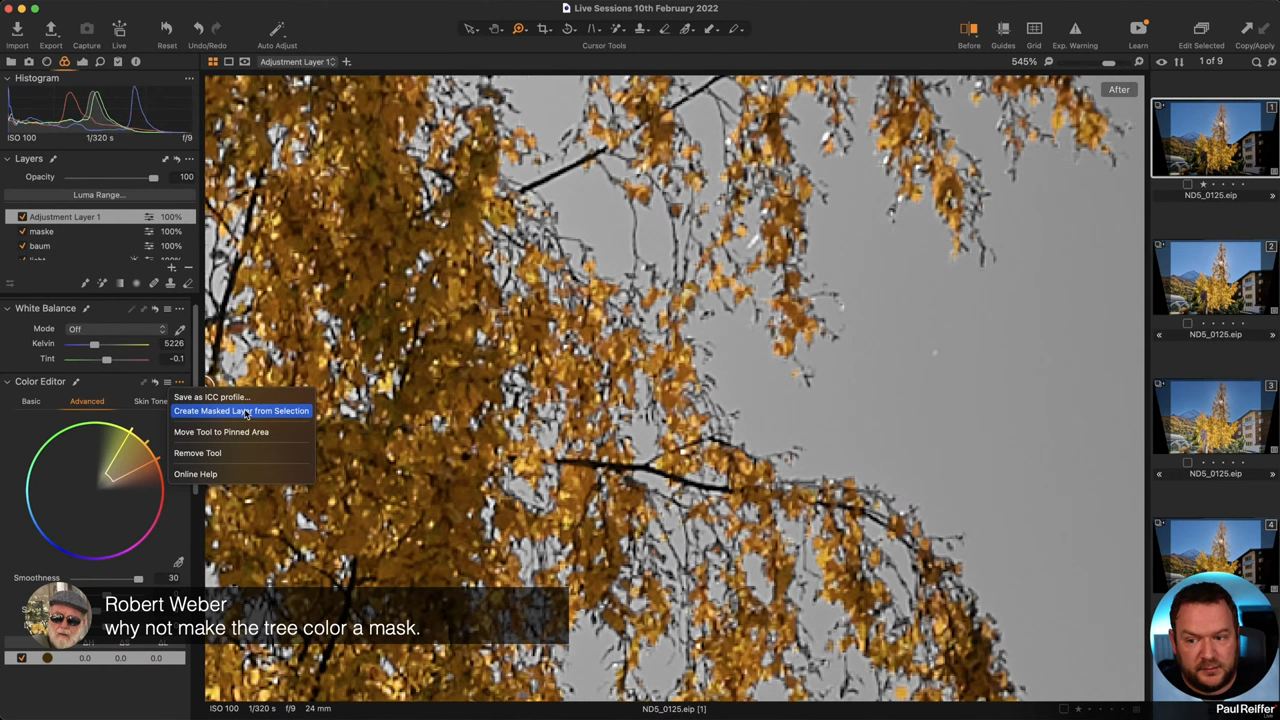 Live Sessions 10th February 2022
Import
Export
Capture
Live
Reset
Undo/Redo
Auto Adjust
Cursor Tools
Before
Guides
Grid
Exp. Warning
Learn
Edit Selected
Copy/Apply
Adjustment Layer 1
545%
1 of 9
Histogram
ISO 100
1/320 s
f/9
After
Layers
Opacity
100
Luma Range...
Adjustment Layer 1
100%
maske
100%
baum
100%
100%
White Balance
Mode
Off
Kelvin
5226
Tint
-0.1
Color Editor
Basic
Advanced
Skin Tone
Save as ICC profile...
Create Masked Layer from Selection
Move Tool to Pinned Area
Remove Tool
Online Help
Smoothness
30
Robert Weber
why not make the tree color a mask.
0.0
0.0
0.0
1
ND5_0125.eip
2
ND5_0125.eip
3
ND5_0125.eip
4
ISO 100
1/320 s
f/9
24 mm
ND5_0125.eip [1]
Paul Reiffer Live